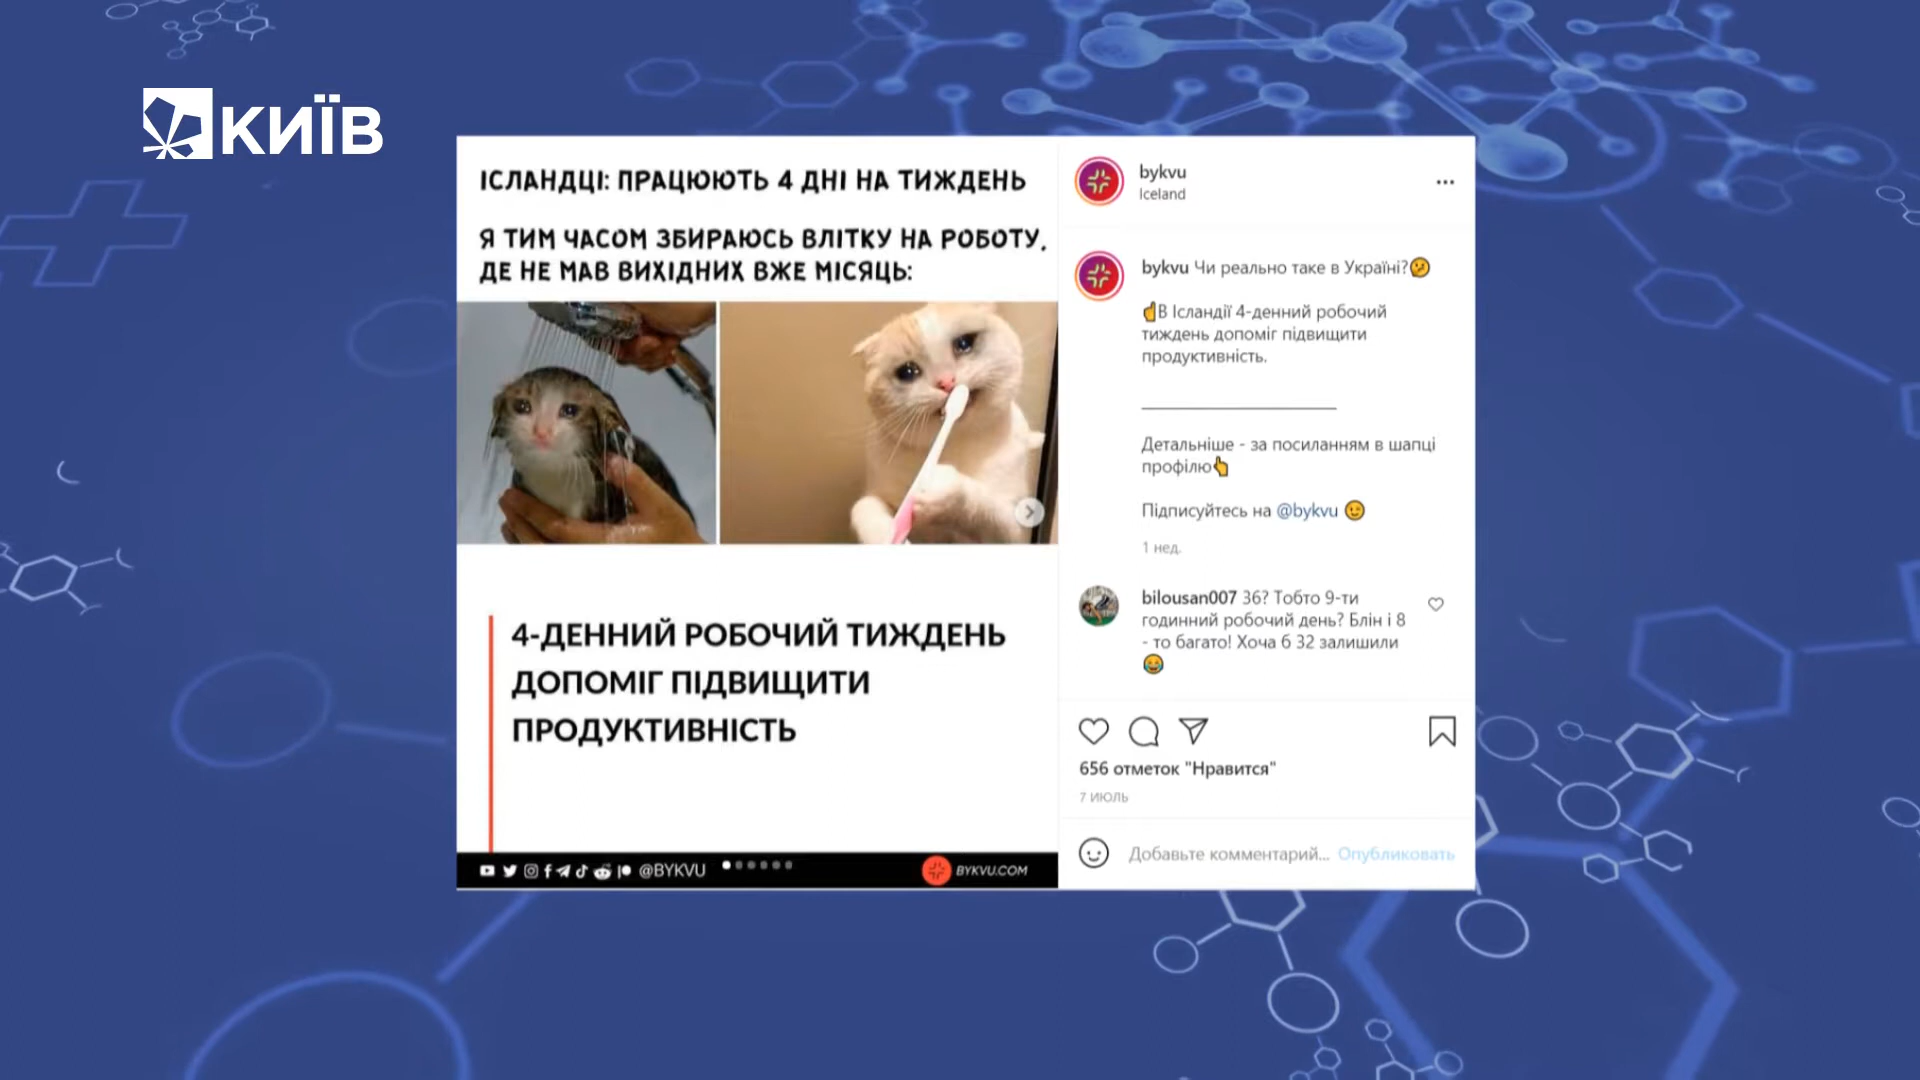 КИЇВ
ІСЛАНДЦІ: ПРАЦЮЮТЬ 4 ДНІ НА ТИЖДЕНЬ
Я ТИМ ЧАСОМ ЗБИРАЮСЬ ВЛІТКУ НА РОБОТУ,
ДЕ НЕ МАВ ВИХІДНИХ ВЖЕ МІСЯЦЬ:
4-ДЕННИЙ РОБОЧИЙ ТИЖДЕНЬ
ДОПОМІГ ПІДВИЩИТИ
ПРОДУКТИВНІСТЬ
@BYKVU
BYKVU.COM
bykvu
Iceland
bykvu Чи реально таке в Україні?🤔
☝В Ісландії 4-денний робочий
тиждень допоміг підвищити
продуктивність.
Детальніше - за посиланням в шапці
профілю👆
Підписуйтесь на @bykvu 😉
1 нед.
bilousan007 36? Тобто 9-ти
годинний робочий день? Блін і 8
- то багато! Хоча б 32 залишили
😂
656 отметок "Нравится"
7 ИЮЛЬ
Добавьте комментарий... Опубликовать